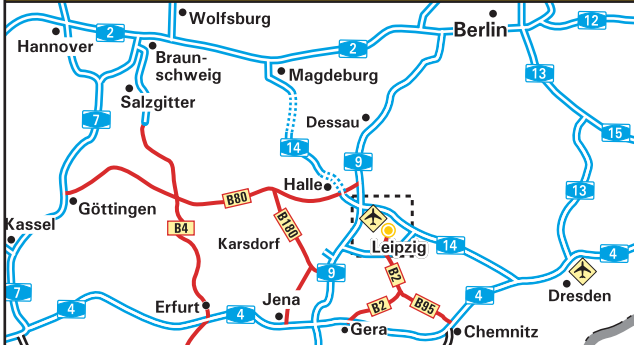 Wolfsburg
12
Hannover
2
Berlin
2
Braun-
schweig
Magdeburg
13
Salzgitter
7
Dessau
15
14
9
Halle
13
B80
Göttingen
B180
Kassel
B4
Karsdorf
Leipzig
14
4
9
B2
7
4
Erfurt
4
Jena
B2
B95
4
Dresden
Gera
Chemnitz